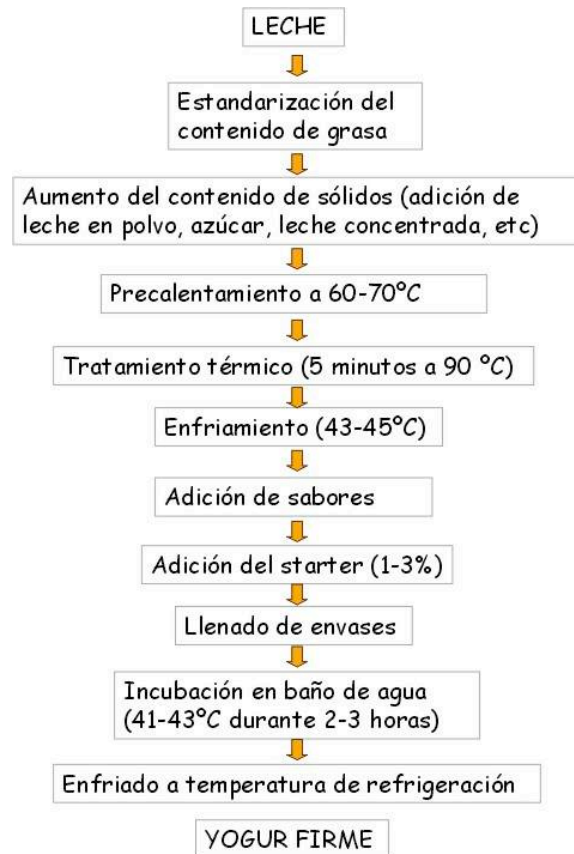 LECHE
Estandarización del
contenido de grasa
Aumento del contenido de sólidos (adición de
leche en polvo, azúcar, leche concentrada, etc)
Precalentamiento a 60-70ºC
Tratamiento térmico (5 minutos a 90 ºC)
Enfriamiento (43-45ºC)
Adición de sabores
Adición del starter (1-3%)
Llenado de envases
Incubación en baño de agua
(41-43ºC durante 2-3 horas)
Enfriado a temperatura de refrigeración
YOGUR FIRME